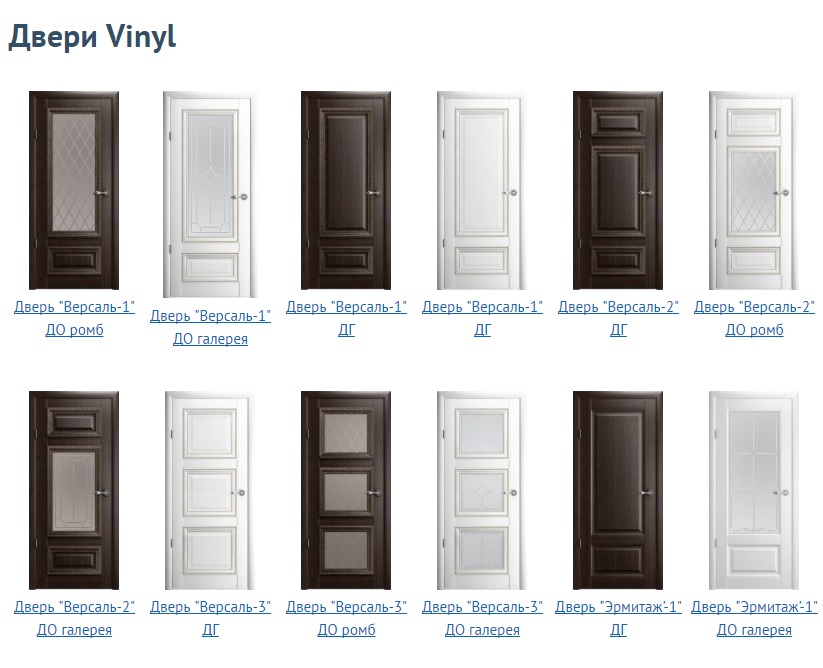 Двери Vinyl
Дверь "Версаль-1"
ДО ромб
Дверь "Версаль-1"
ДО галерея
Дверь "Версаль-1"
ДГ
Дверь "Версаль-1"
ДГ
Дверь "Версаль-2"
ДГ
Дверь "Версаль-2"
ДО ромб
Дверь "Версаль-2"
ДО галерея
Дверь "Версаль-3"
ДГ
Дверь "Версаль-3"
ДО ромб
Дверь "Версаль-3"
ДО галерея
Дверь "Эрмитаж'-1"
ДГ
Дверь "Эрмитаж'-1"
ДО галерея